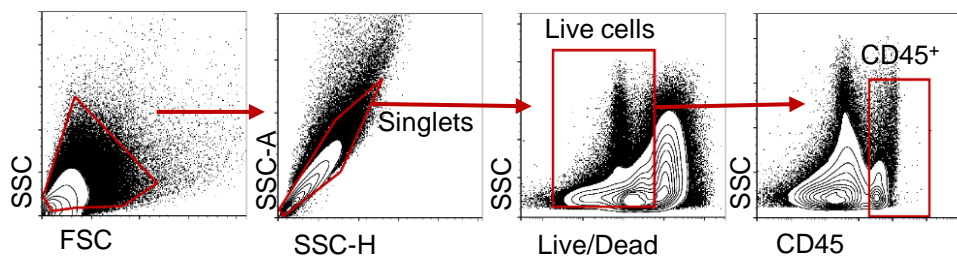 SSC
FSC
SSC-A
SSC-H
Singlets
SSC
Live/Dead
Live cells
SSC
CD45
CD45⁺